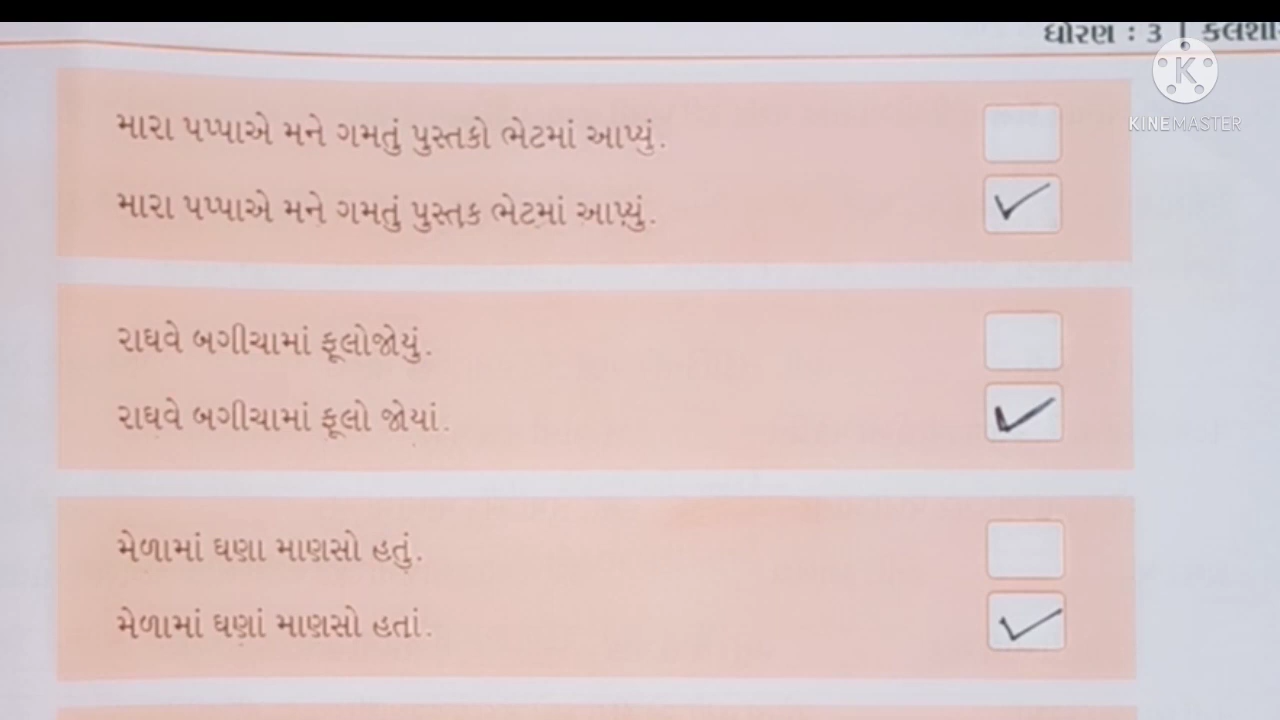 ધોરણ : 3 | કલશો
KINEMASTER
મારા પપ્પાએ મને ગમતું પુસ્તકો ભેટમાં આપ્યું.
મારા પપ્પાએ મને ગમતું પુસ્તક ભેટમાં આપ્યું.
રાઘવે બગીચામાં ફૂલોજોયું.
રાઘવે બગીચામાં ફૂલો જોયાં.
મેળામાં ઘણા માણસો હતું.
મેળામાં ઘણાં માણસો હતાં.